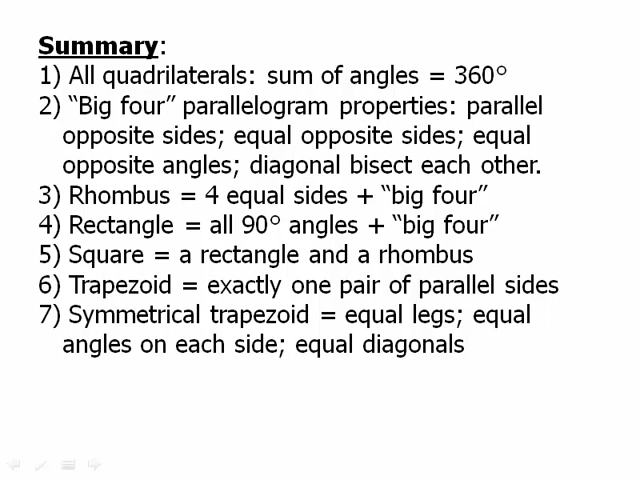 Summary:
1) All quadrilaterals: sum of angles = 360°
2) “Big four” parallelogram properties: parallel
opposite sides; equal opposite sides; equal
opposite angles; diagonal bisect each other.
3) Rhombus = 4 equal sides + “big four”
4) Rectangle = all 90° angles + “big four”
5) Square = a rectangle and a rhombus
6) Trapezoid = exactly one pair of parallel sides
7) Symmetrical trapezoid = equal legs; equal
angles on each side; equal diagonals